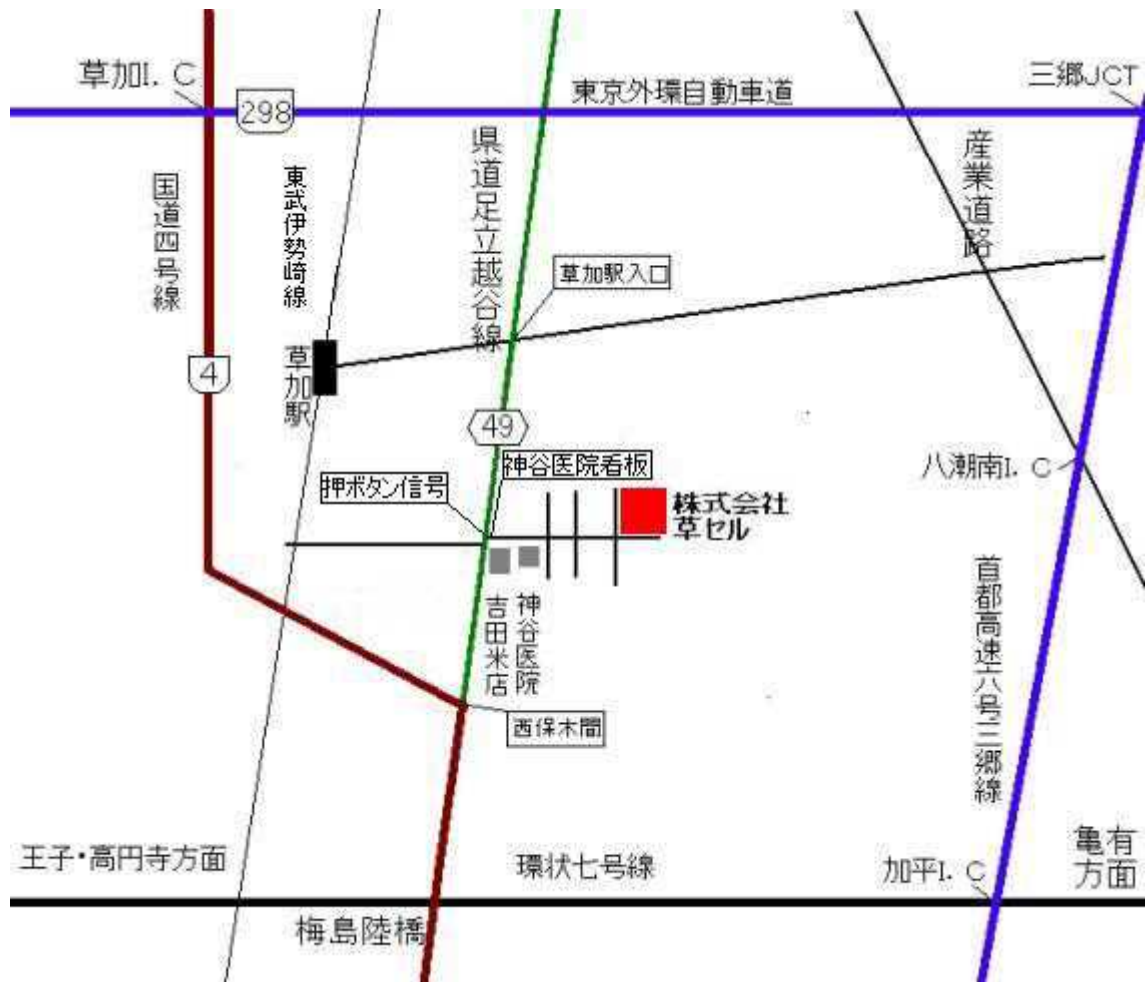 草加I. C
三郷JCT
東京外環自動車道
298
県道足立越谷線
産業道路
東武伊勢崎線
国道四号線
草加駅入口
草加駅
4
49
神谷医院看板
八潮南I. C
押ボタン信号
株式会社
草セル
首都高速六号三郷線
神谷医院
吉田米店
西保木間
亀有
方面
王子・高円寺方面
環状七号線
加平I. C
梅島陸橋